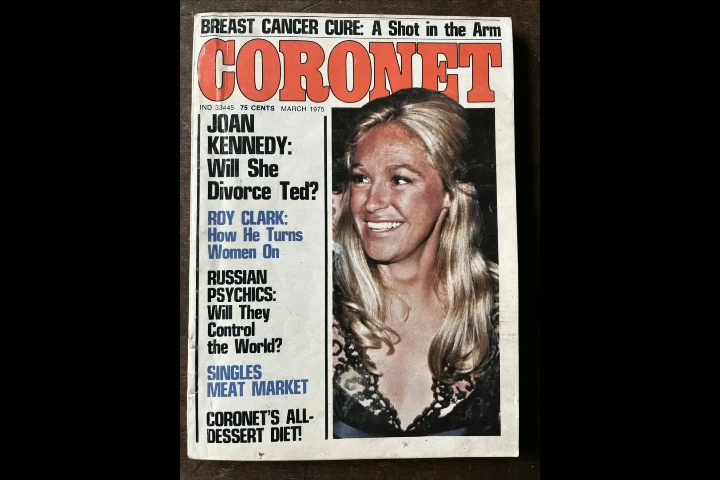 BREAST CANCER CURE: A Shot in the Arm
CORONET
IND 33445 75 CENTS MARCH 1975
JOAN
KENNEDY:
Will She
Divorce Ted?
ROY CLARK:
How He Turns
Women On
RUSSIAN
PSYCHICS:
Will They
Control
the World?
SINGLES
MEAT MARKET
CORONET'S ALL-
DESSERT DIET!